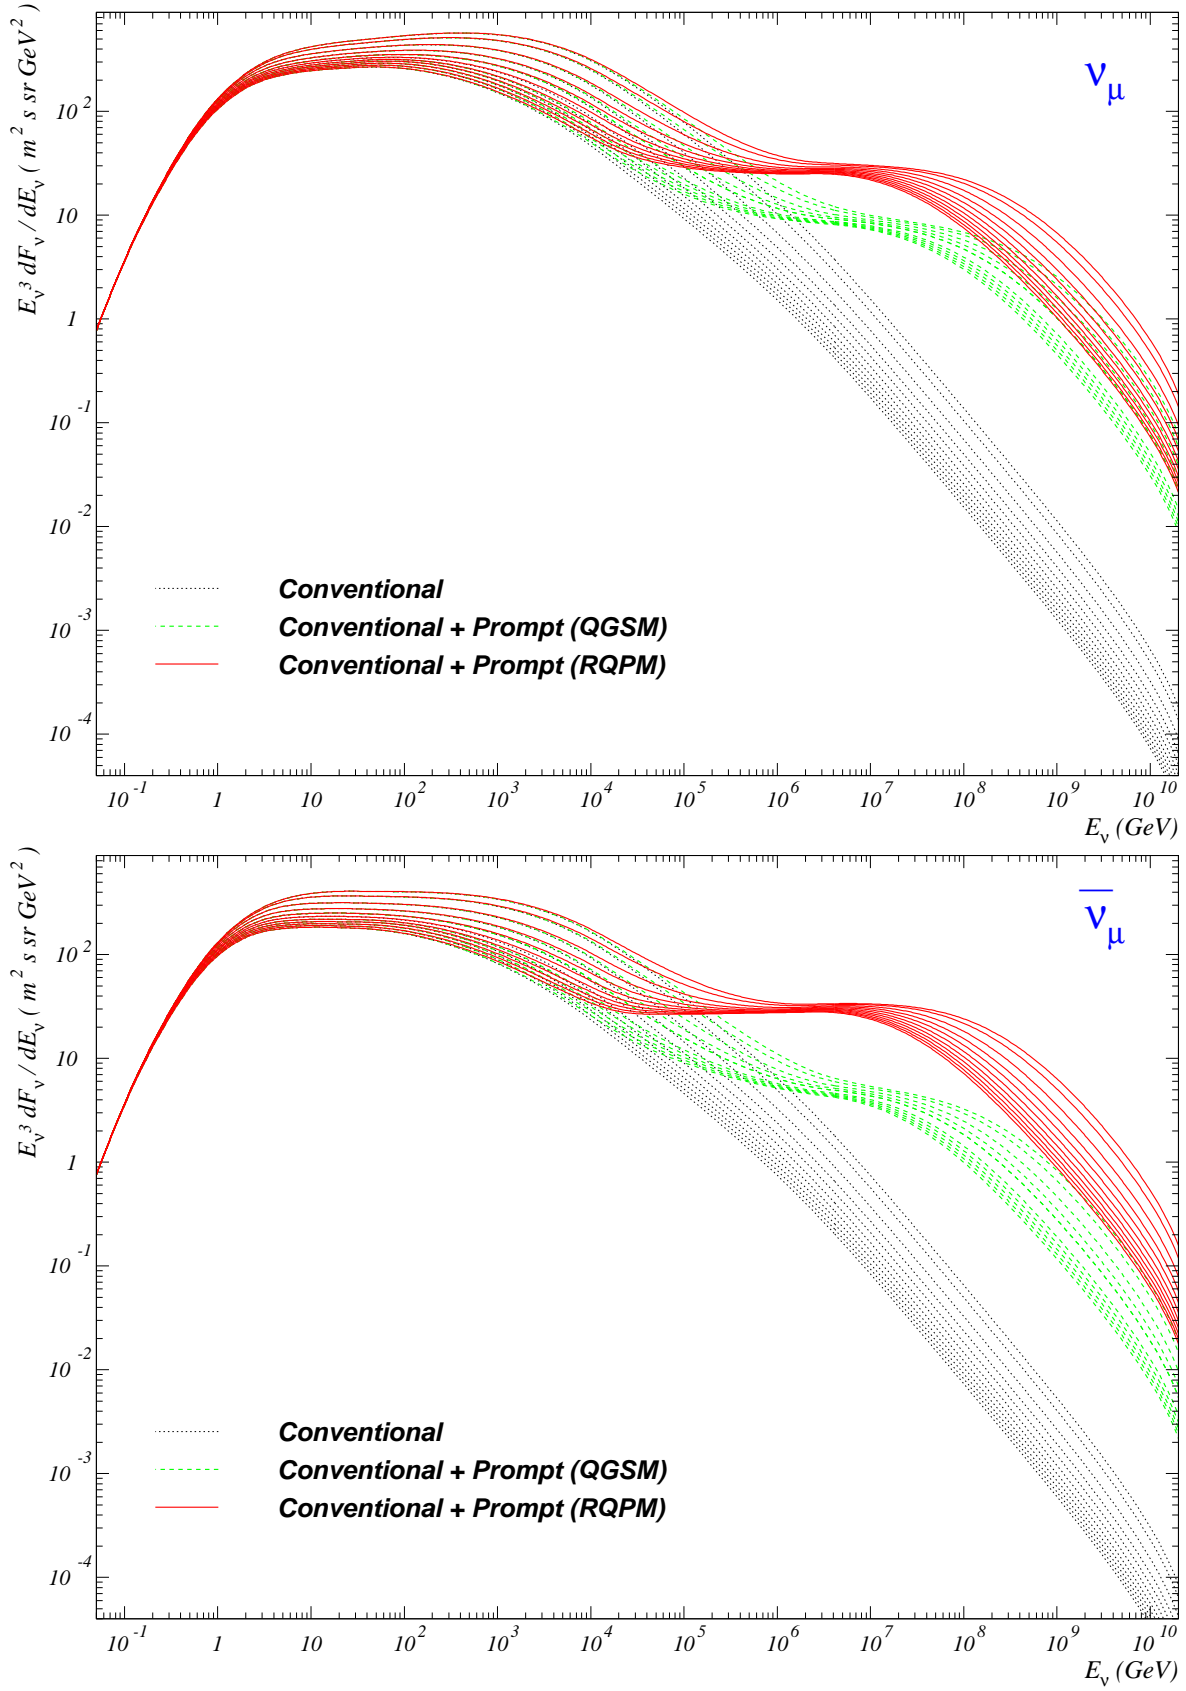 E_ν^3 dF_ν / dE_ν ( m^2 s sr GeV^2 )
ν_μ
10^2
10
1
10^-1
10^-2
10^-3
10^-4
Conventional
Conventional + Prompt (QGSM)
Conventional + Prompt (RQPM)
10^-1 1 10 10^2 10^3 10^4 10^5 10^6 10^7 10^8 10^9 10^10
E_ν (GeV)
E_ν^3 dF_ν / dE_ν ( m^2 s sr GeV^2 )
ν̅_μ
10^2
10
1
10^-1
10^-2
10^-3
10^-4
Conventional
Conventional + Prompt (QGSM)
Conventional + Prompt (RQPM)
10^-1 1 10 10^2 10^3 10^4 10^5 10^6 10^7 10^8 10^9 10^10
E_ν (GeV)